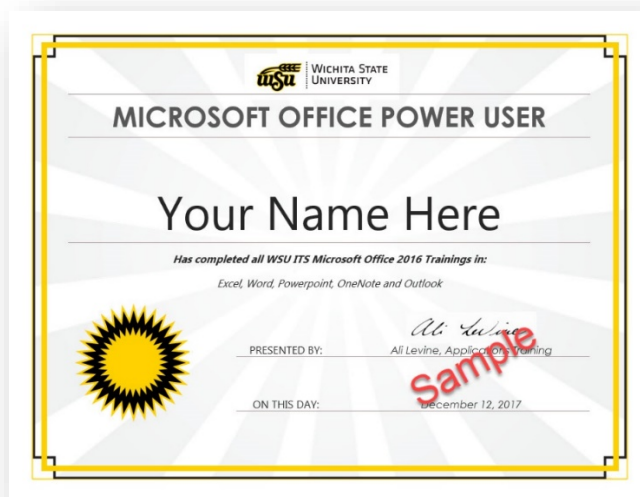 WSU WICHITA STATE
UNIVERSITY
MICROSOFT OFFICE POWER USER
Your Name Here
Has completed all WSU ITS Microsoft Office 2016 Trainings in:
Excel, Word, Powerpoint, OneNote and Outlook
Ali Levine
PRESENTED BY: Ali Levine, Applications Training
Sample
ON THIS DAY: December 12, 2017